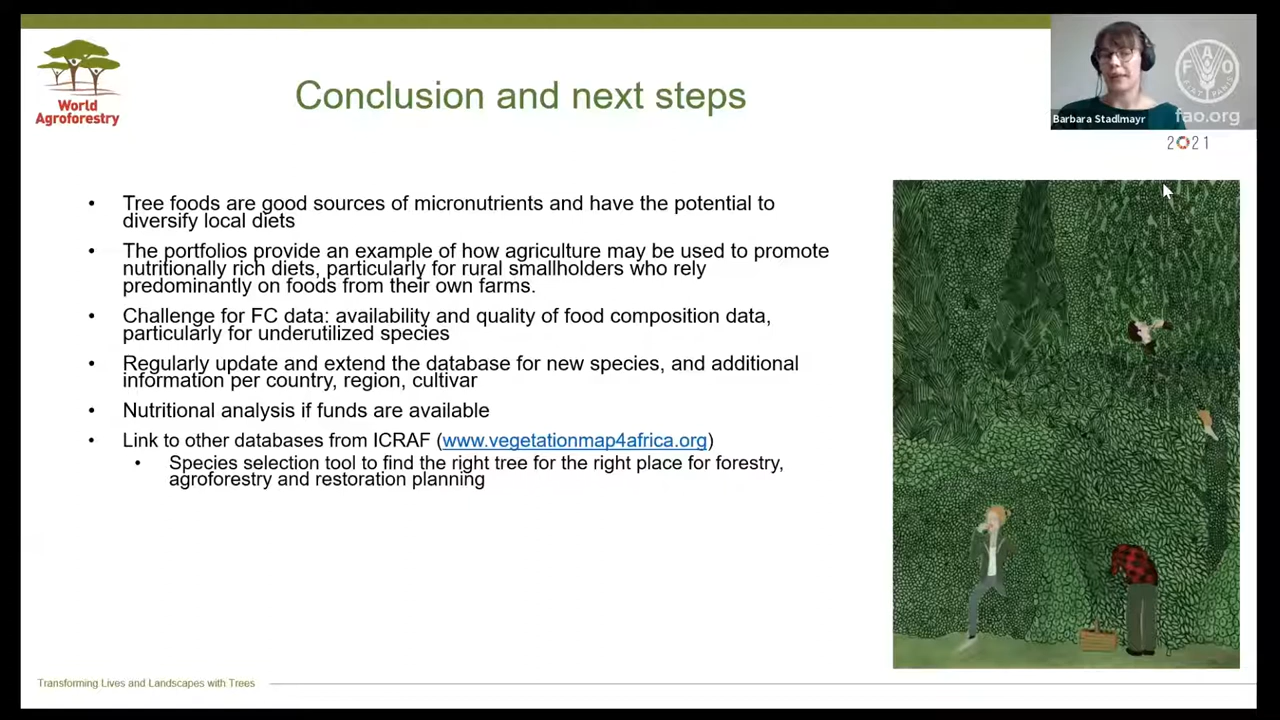 World
Agroforestry
Conclusion and next steps
F A O
FIAT PANIS
fao.org
Barbara Stadlmayr
2021
• Tree foods are good sources of micronutrients and have the potential to
diversify local diets
• The portfolios provide an example of how agriculture may be used to promote
nutritionally rich diets, particularly for rural smallholders who rely
predominantly on foods from their own farms.
• Challenge for FC data: availability and quality of food composition data,
particularly for underutilized species
• Regularly update and extend the database for new species, and additional
information per country, region, cultivar
• Nutritional analysis if funds are available
• Link to other databases from ICRAF (www.vegetationmap4africa.org)
• Species selection tool to find the right tree for the right place for forestry,
agroforestry and restoration planning
Transforming Lives and Landscapes with Trees